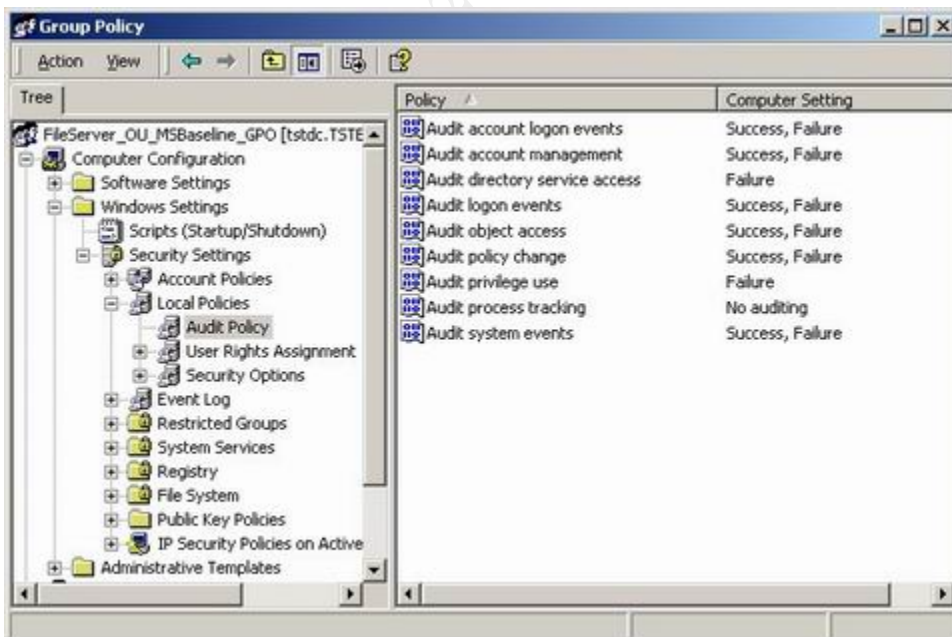 Group Policy
Action View
Tree
Policy Computer Setting
FileServer_OU_MSBaseline_GPO [tstdc.TSTE
Computer Configuration
Software Settings
Windows Settings
Scripts (Startup/Shutdown)
Security Settings
Account Policies
Local Policies
Audit Policy
User Rights Assignment
Security Options
Event Log
Restricted Groups
System Services
Registry
File System
Public Key Policies
IP Security Policies on Active
Administrative Templates
Audit account logon events Success, Failure
Audit account management Success, Failure
Audit directory service access Failure
Audit logon events Success, Failure
Audit object access Success, Failure
Audit policy change Success, Failure
Audit privilege use Failure
Audit process tracking No auditing
Audit system events Success, Failure